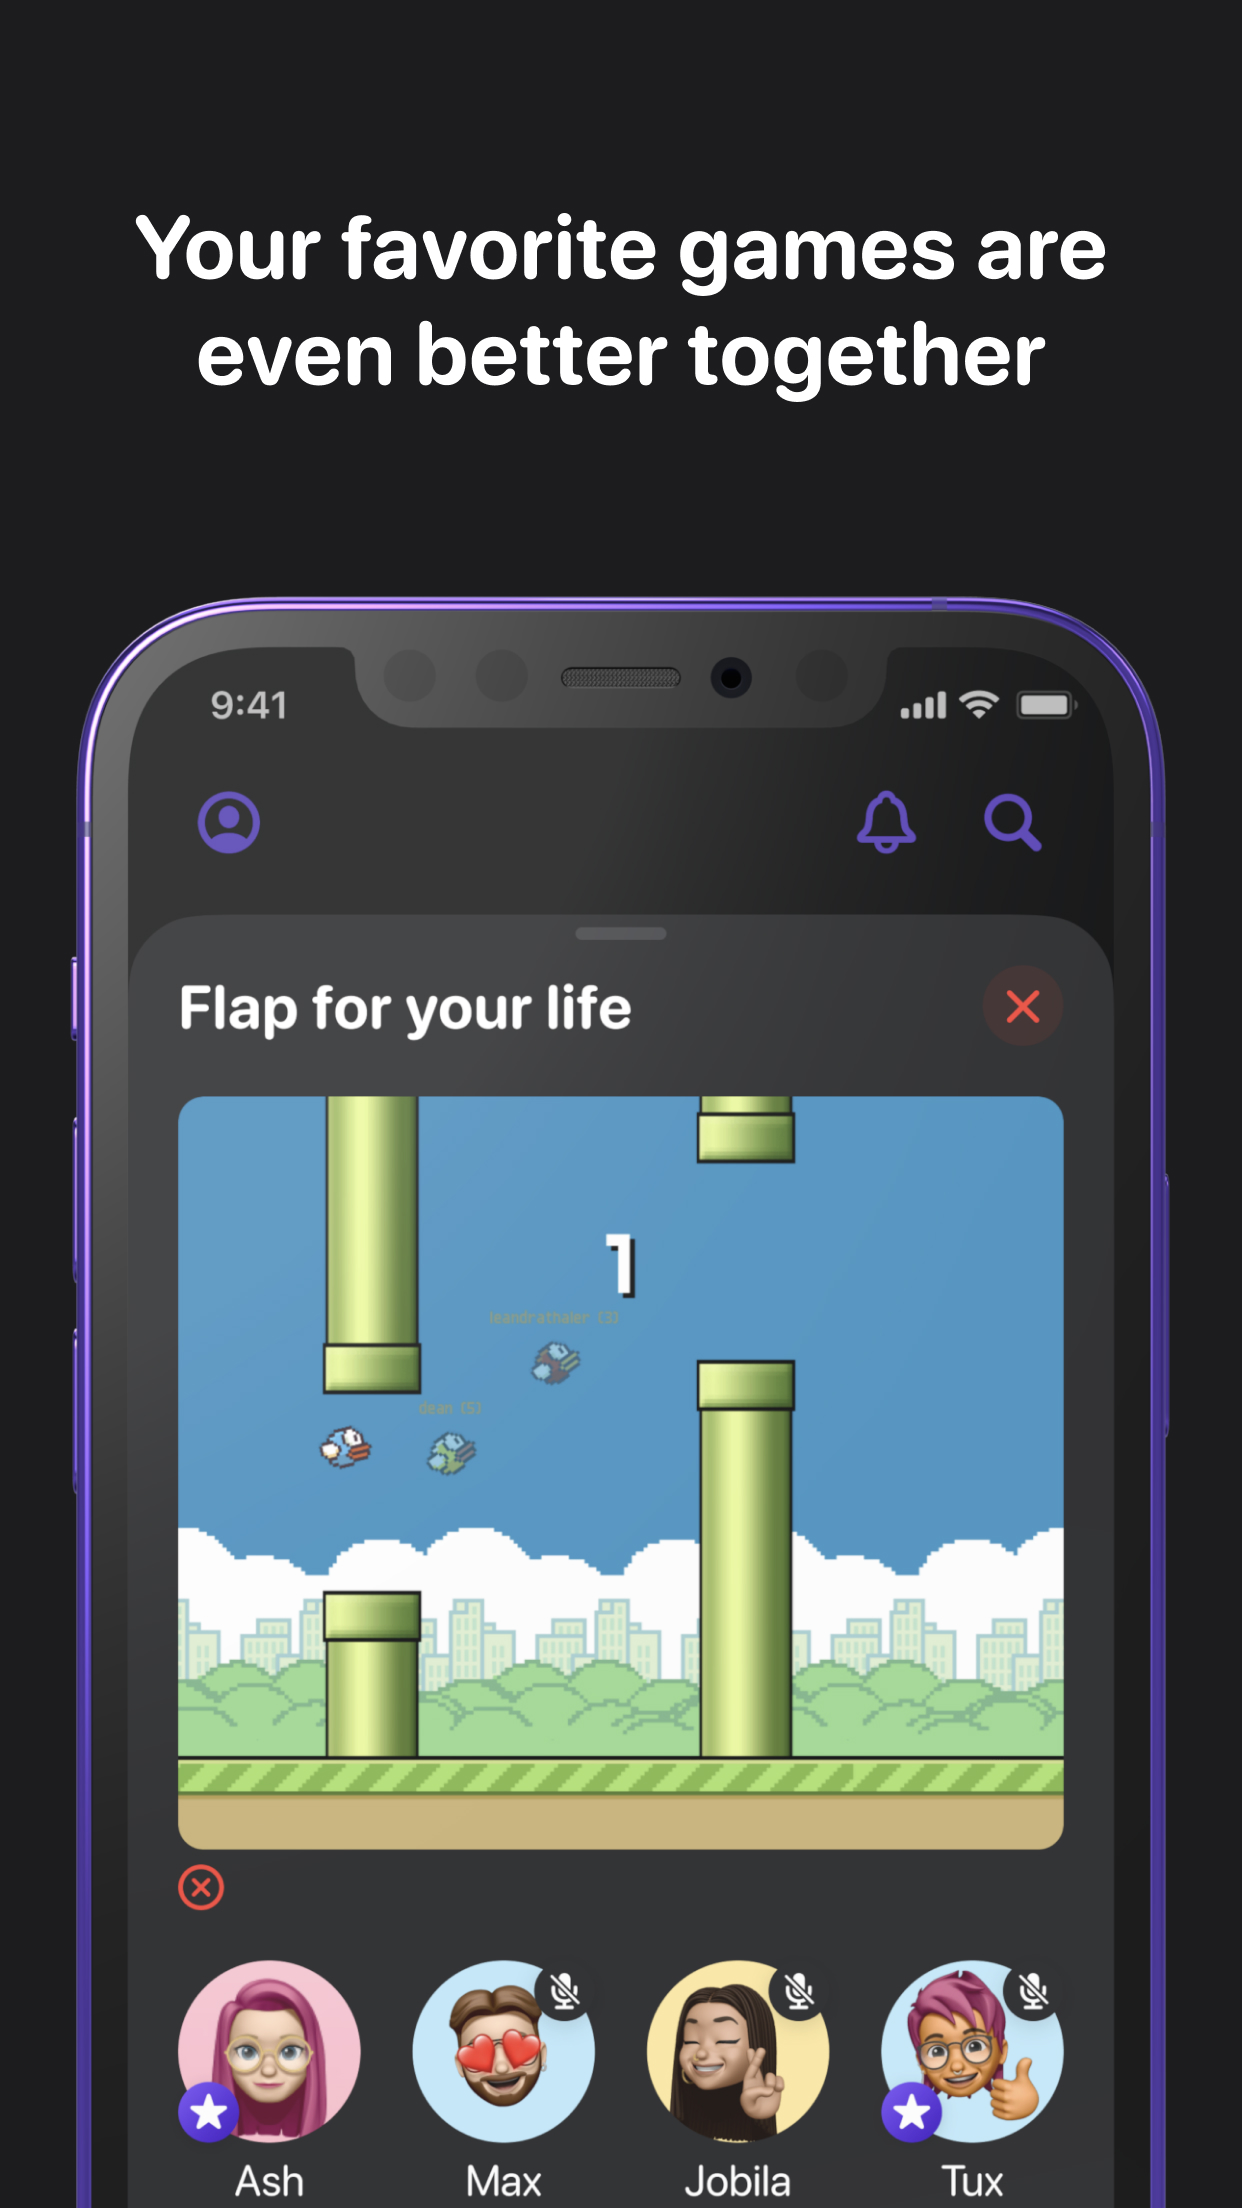 Your favorite games are
even better together
9:41
Flap for your life
1
leandrathaler [3]
dean [5]
Ash
Max
Jobila
Tux